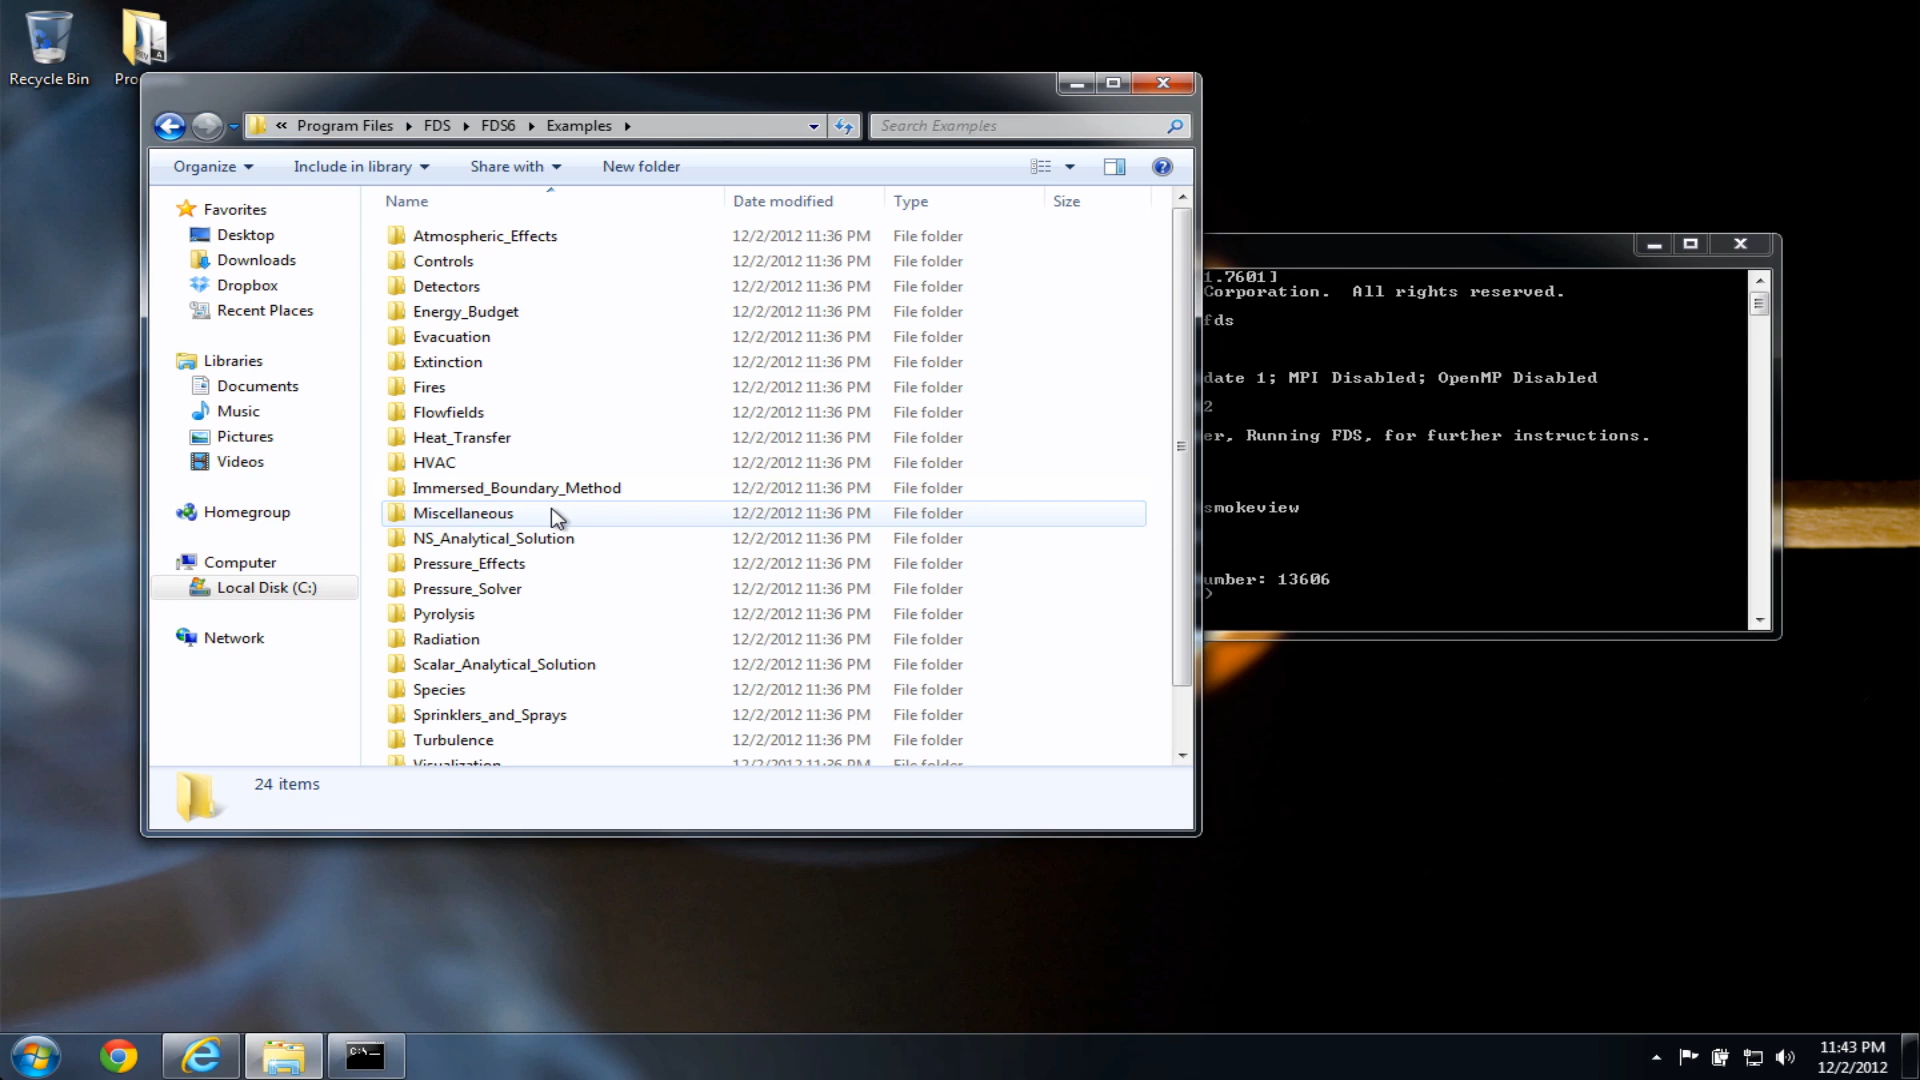 Recycle Bin
Pro
« Program Files FDS FDS6 Examples
Search Examples
Organize Include in library Share with New folder
Favorites
Desktop
Downloads
Dropbox
Recent Places
Libraries
Documents
Music
Pictures
Videos
Homegroup
Computer
Local Disk (C:)
Network
Name Date modified Type Size
Atmospheric_Effects 12/2/2012 11:36 PM File folder
Controls 12/2/2012 11:36 PM File folder
Detectors 12/2/2012 11:36 PM File folder
Energy_Budget 12/2/2012 11:36 PM File folder
Evacuation 12/2/2012 11:36 PM File folder
Extinction 12/2/2012 11:36 PM File folder
Fires 12/2/2012 11:36 PM File folder
Flowfields 12/2/2012 11:36 PM File folder
Heat_Transfer 12/2/2012 11:36 PM File folder
HVAC 12/2/2012 11:36 PM File folder
Immersed_Boundary_Method 12/2/2012 11:36 PM File folder
Miscellaneous 12/2/2012 11:36 PM File folder
NS_Analytical_Solution 12/2/2012 11:36 PM File folder
Pressure_Effects 12/2/2012 11:36 PM File folder
Pressure_Solver 12/2/2012 11:36 PM File folder
Pyrolysis 12/2/2012 11:36 PM File folder
Radiation 12/2/2012 11:36 PM File folder
Scalar_Analytical_Solution 12/2/2012 11:36 PM File folder
Species 12/2/2012 11:36 PM File folder
Sprinklers_and_Sprays 12/2/2012 11:36 PM File folder
Turbulence 12/2/2012 11:36 PM File folder
Visualization 12/2/2012 11:36 PM File folder
24 items
1.7601]
Corporation. All rights reserved.
fds
date 1; MPI Disabled; OpenMP Disabled
2
er, Running FDS, for further instructions.
smokeview
umber: 13606
>
C:\
11:43 PM
12/2/2012